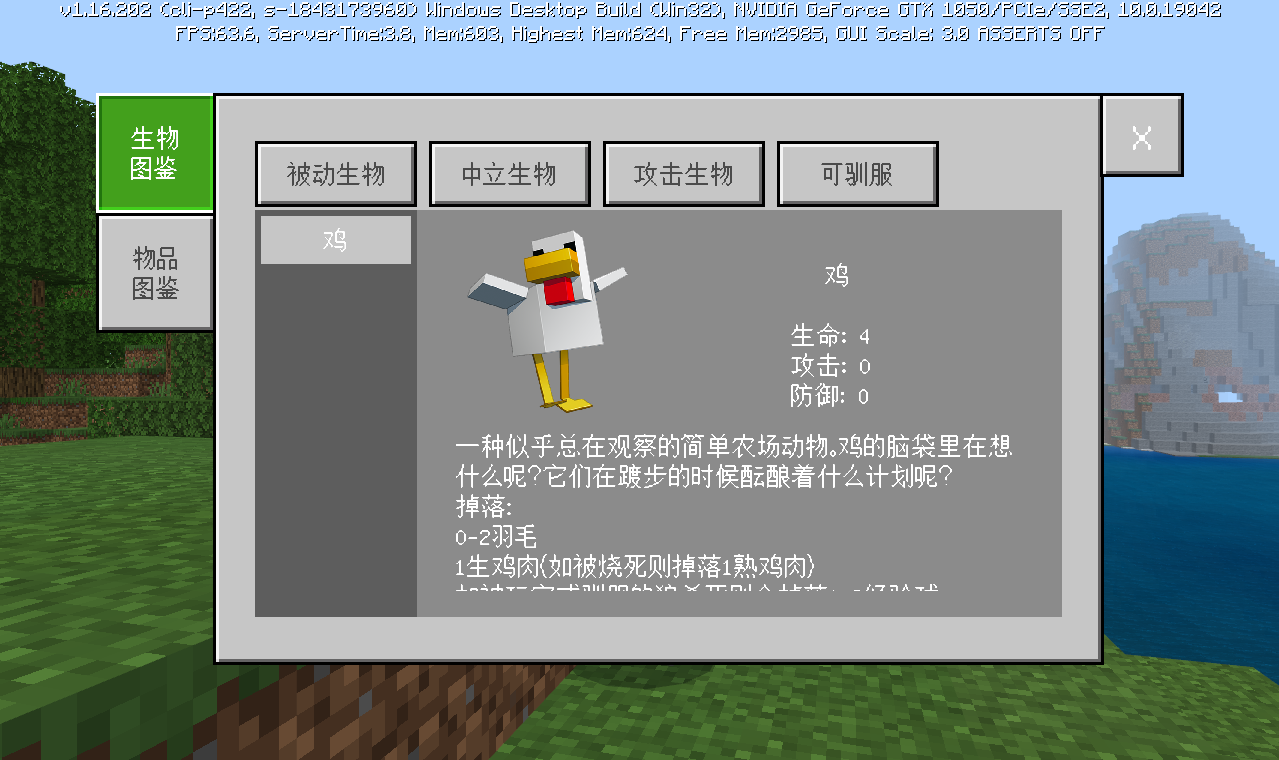 v1.16.202 (cli-p422, s-1843173960) Windows Desktop Build (Win32), NVIDIA GeForce GTX 1050/PCIe/SSE2, 10.0.19042
FPS:63.6, ServerTime:3.8, Mem:603, Highest Mem:624, Free Mem:2985, GUI Scale: 3.0 ASSERTS OFF
生物
图鉴
物品
图鉴
X
被动生物
中立生物
攻击生物
可驯服
鸡
鸡
生命: 4
攻击: 0
防御: 0
一种似乎总在观察的简单农场动物。鸡的脑袋里在想
什么呢?它们在踱步的时候酝酿着什么计划呢?
掉落:
0-2羽毛
1生鸡肉(如被烧死则掉落1熟鸡肉)